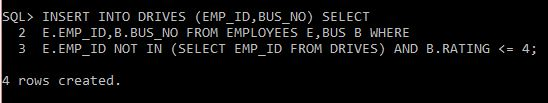 SQL> INSERT INTO DRIVES (EMP_ID,BUS_NO) SELECT
2 E.EMP_ID,B.BUS_NO FROM EMPLOYEES E,BUS B WHERE
3 E.EMP_ID NOT IN (SELECT EMP_ID FROM DRIVES) AND B.RATING <= 4;
4 rows created.